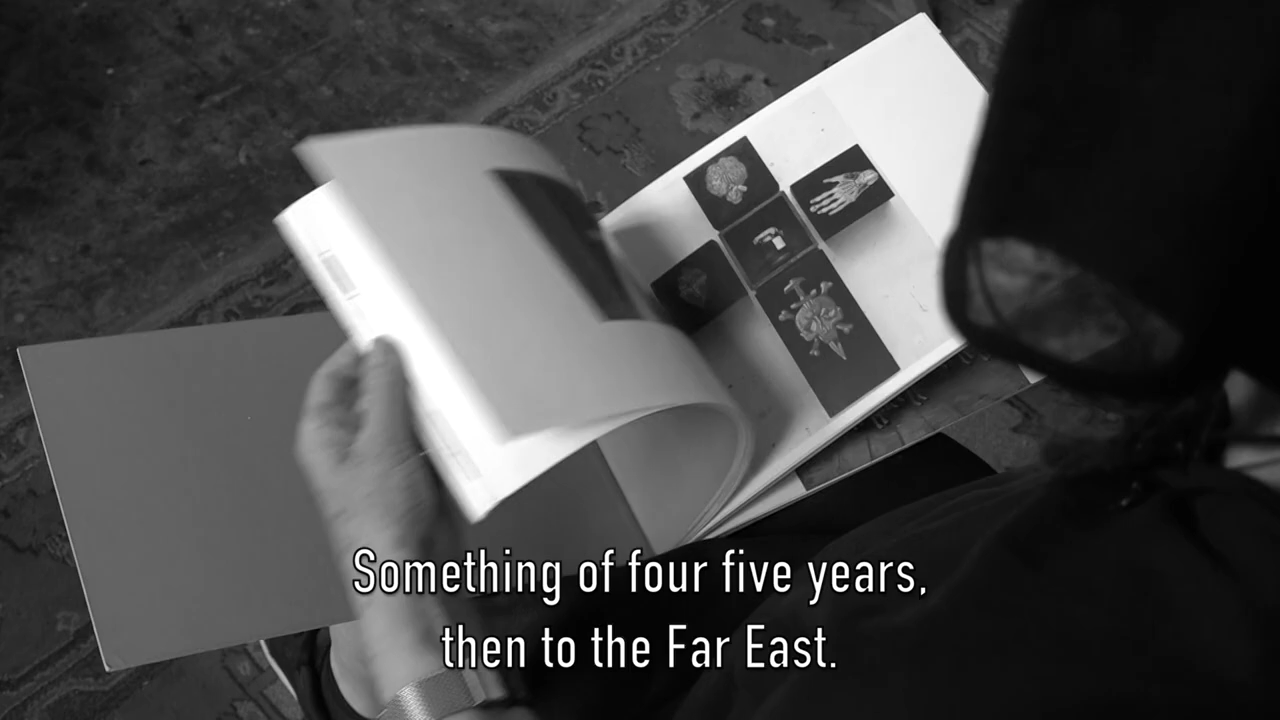 Something of four five years,
then to the Far East.